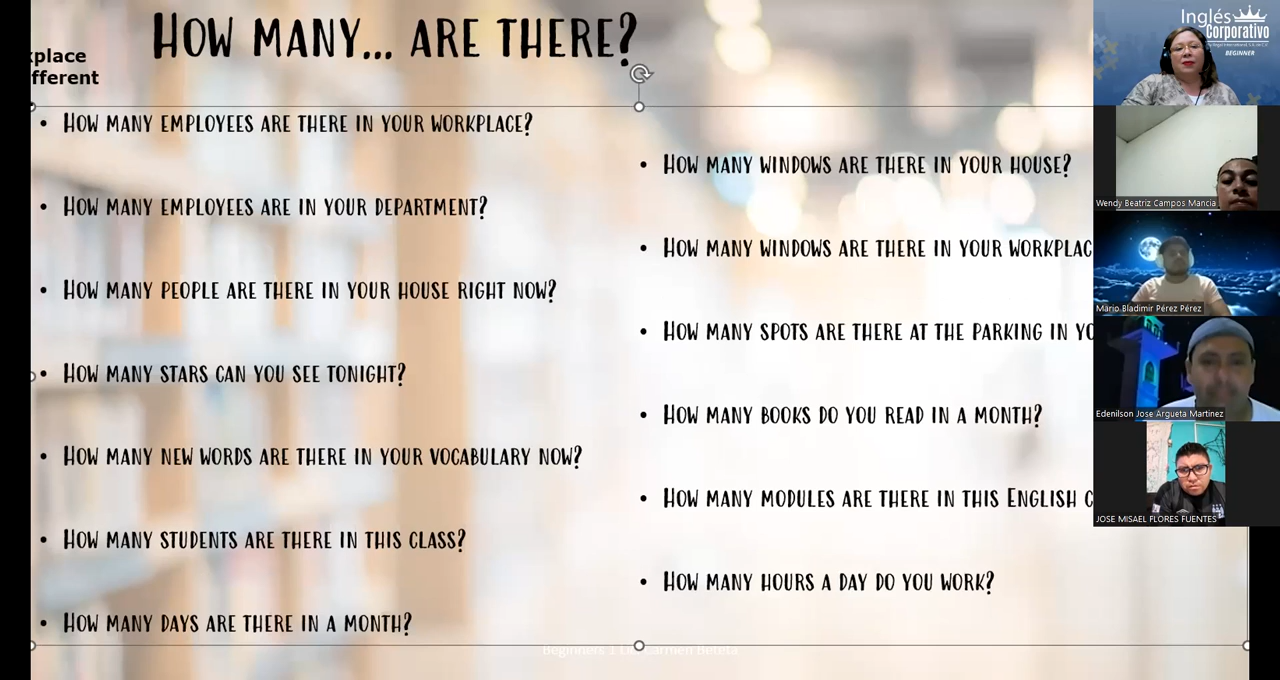 HOW MANY... ARE THERE?
HOW MANY EMPLOYEES ARE THERE IN YOUR WORKPLACE?
HOW MANY EMPLOYEES ARE IN YOUR DEPARTMENT?
HOW MANY PEOPLE ARE THERE IN YOUR HOUSE RIGHT NOW?
HOW MANY STARS CAN YOU SEE TONIGHT?
HOW MANY NEW WORDS ARE THERE IN YOUR VOCABULARY NOW?
HOW MANY STUDENTS ARE THERE IN THIS CLASS?
HOW MANY DAYS ARE THERE IN A MONTH?
HOW MANY WINDOWS ARE THERE IN YOUR HOUSE?
HOW MANY WINDOWS ARE THERE IN YOUR WORKPLAC
HOW MANY SPOTS ARE THERE AT THE PARKING IN YO
HOW MANY BOOKS DO YOU READ IN A MONTH?
HOW MANY MODULES ARE THERE IN THIS ENGLISH C
HOW MANY HOURS A DAY DO YOU WORK?
Inglés
Corporativo
BEGINNER
Wendy Beatriz Campos Mancia
Mario Bladimir Pérez Pérez
Edenilson Jose Argueta Martinez
JOSE MISAEL FLORES FUENTES